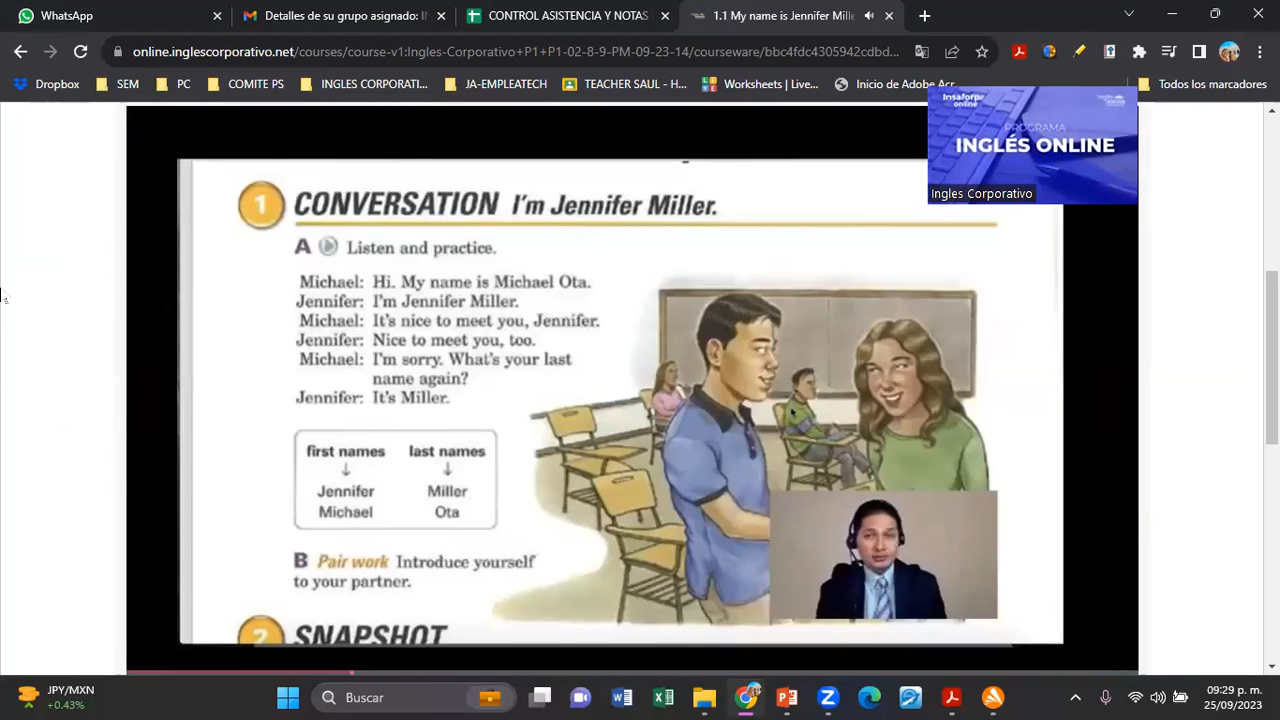 WhatsApp
Detalles de su grupo asignado: I
CONTROL ASISTENCIA Y NOTAS
1.1 My name is Jennifer Mille
online.inglescorporativo.net/courses/course-v1:Ingles-Corporativo+P1+P1-02-8-9-PM-09-23-14/courseware/bbc4fdc4305942cdbd...
Dropbox
SEM
PC
COMITE PS
INGLES CORPORATI...
JA-EMPLEATECH
TEACHER SAUL - H...
Worksheets | Live...
Inicio de Adobe Acr...
Todos los marcadores
Insaforp online
PROGRAMA
INGLÉS ONLINE
Ingles Corporativo
1 CONVERSATION I'm Jennifer Miller.
A Listen and practice.
Michael: Hi. My name is Michael Ota.
Jennifer: I'm Jennifer Miller.
Michael: It's nice to meet you, Jennifer.
Jennifer: Nice to meet you, too.
Michael: I'm sorry. What's your last
name again?
Jennifer: It's Miller.
first names last names
Jennifer Miller
Michael Ota
B Pair work Introduce yourself
to your partner.
2 SNAPSHOT
JPY/MXN
+0.43%
Buscar
09:29 p. m.
25/09/2023